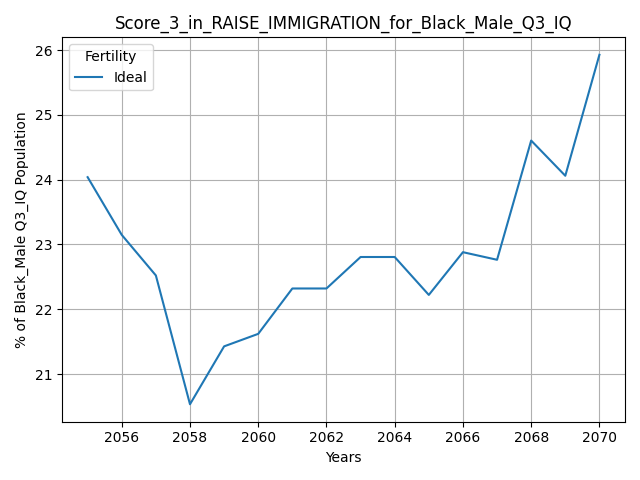 Score_3_in_RAISE_IMMIGRATION_for_Black_Male_Q3_IQ
Fertility
Ideal
% of Black_Male Q3_IQ Population
26
25
24
23
22
21
2056 2058 2060 2062 2064 2066 2068 2070
Years